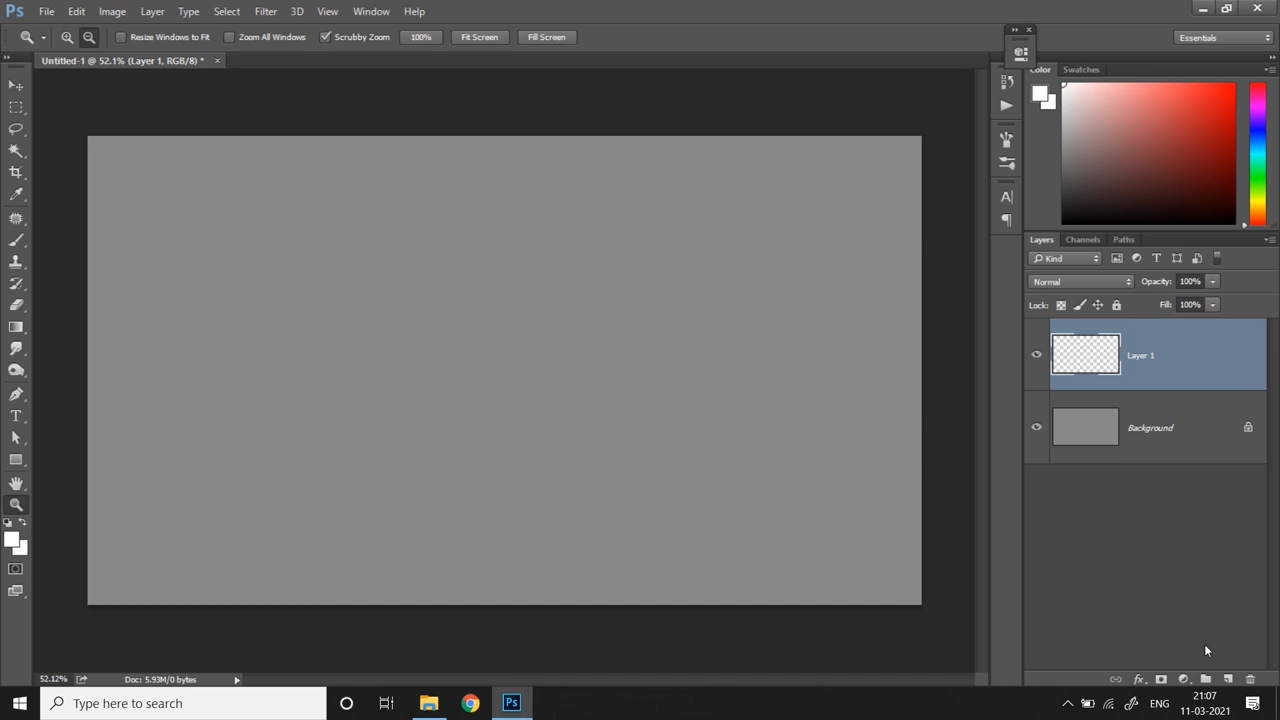 Ps File Edit Image Layer Type Select Filter 3D View Window Help
Resize Windows to Fit Zoom All Windows Scrubby Zoom 100% Fit Screen Fill Screen Essentials
Untitled-1 @ 52.1% (Layer 1, RGB/8) * ×
Color Swatches
Layers Channels Paths
Kind
Normal Opacity: 100%
Lock: Fill: 100%
Layer 1
Background
52.12% Doc: 5.93M/0 bytes
Type here to search
ENG
21:07
11-03-2021